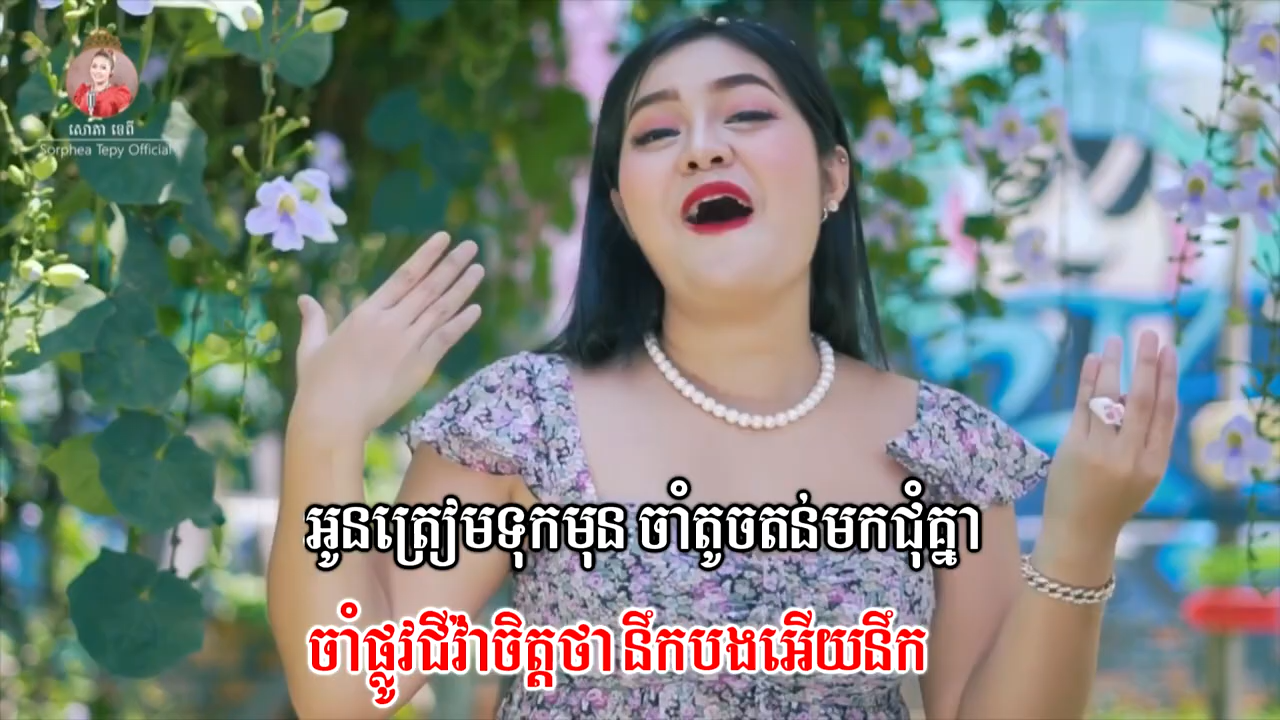 សោភា ទេពី
Sorphea Tepy Official
អូនត្រៀមទុកមុន ចាំតូចតន់មកជុំគ្នា
ចាំផ្លូវជីវ៉ាចិត្តថា នឹកបងអើយនឹក